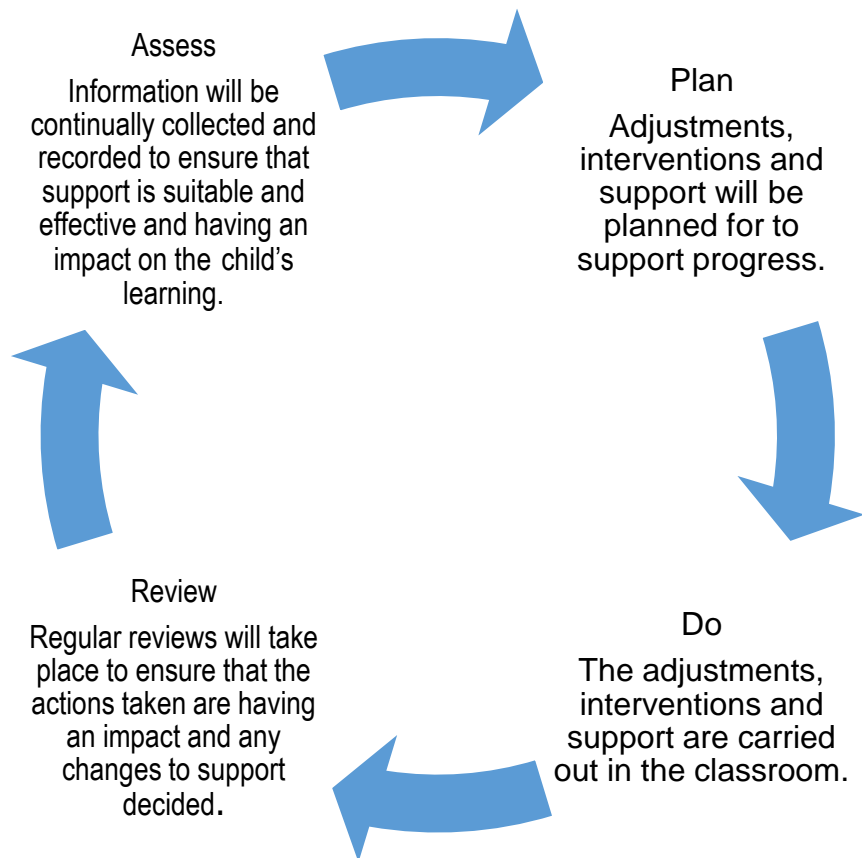 Assess
Information will be
continually collected and
recorded to ensure that
support is suitable and
effective and having an
impact on the child’s
learning.
Plan
Adjustments,
interventions and
support will be
planned for to
support progress.
Do
The adjustments,
interventions and
support are carried
out in the classroom.
Review
Regular reviews will take
place to ensure that the
actions taken are having
an impact and any
changes to support
decided.